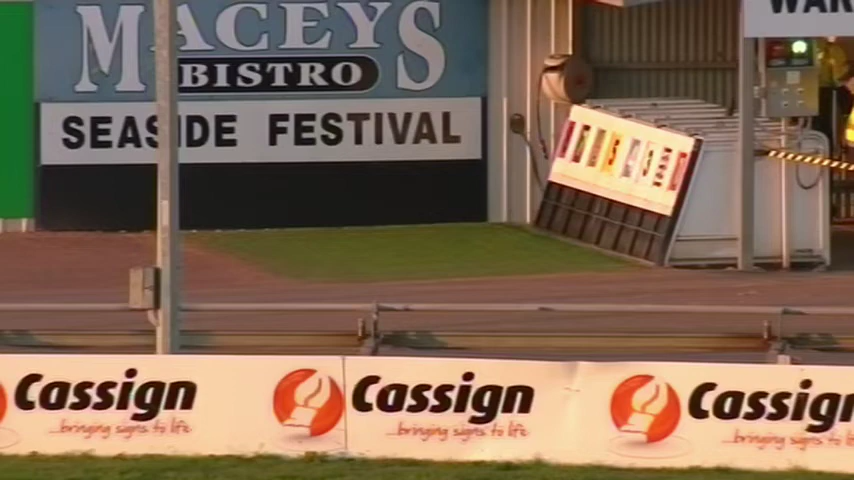 MACEYS
BISTRO
SEASIDE FESTIVAL
WAR
Cassign
...bringing signs to life
Cassign
...bringing signs to life
Cassign
...bringing signs to life